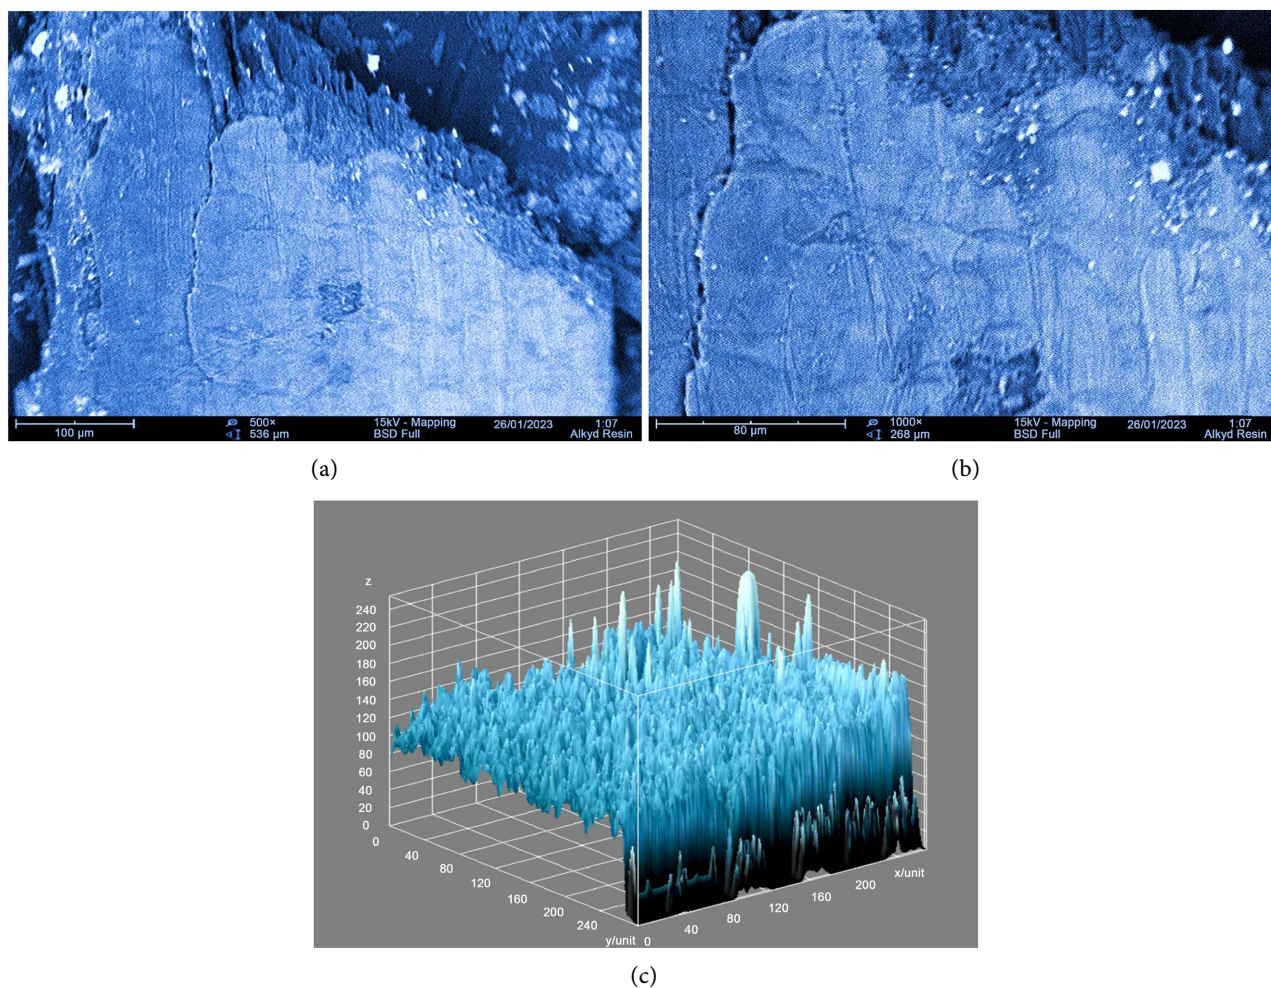 500×
15kV - Mapping
1:07
100 µm
536 µm
BSD Full
26/01/2023
Alkyd Resin
1000×
15kV - Mapping
1:07
80 µm
268 µm
BSD Full
26/01/2023
Alkyd Resin
(a)
(b)
z
240
220
200
180
160
140
120
100
80
60
40
20
0
0
40
80
120
160
200
240
y/unit
0
40
80
120
160
200
x/unit
(c)